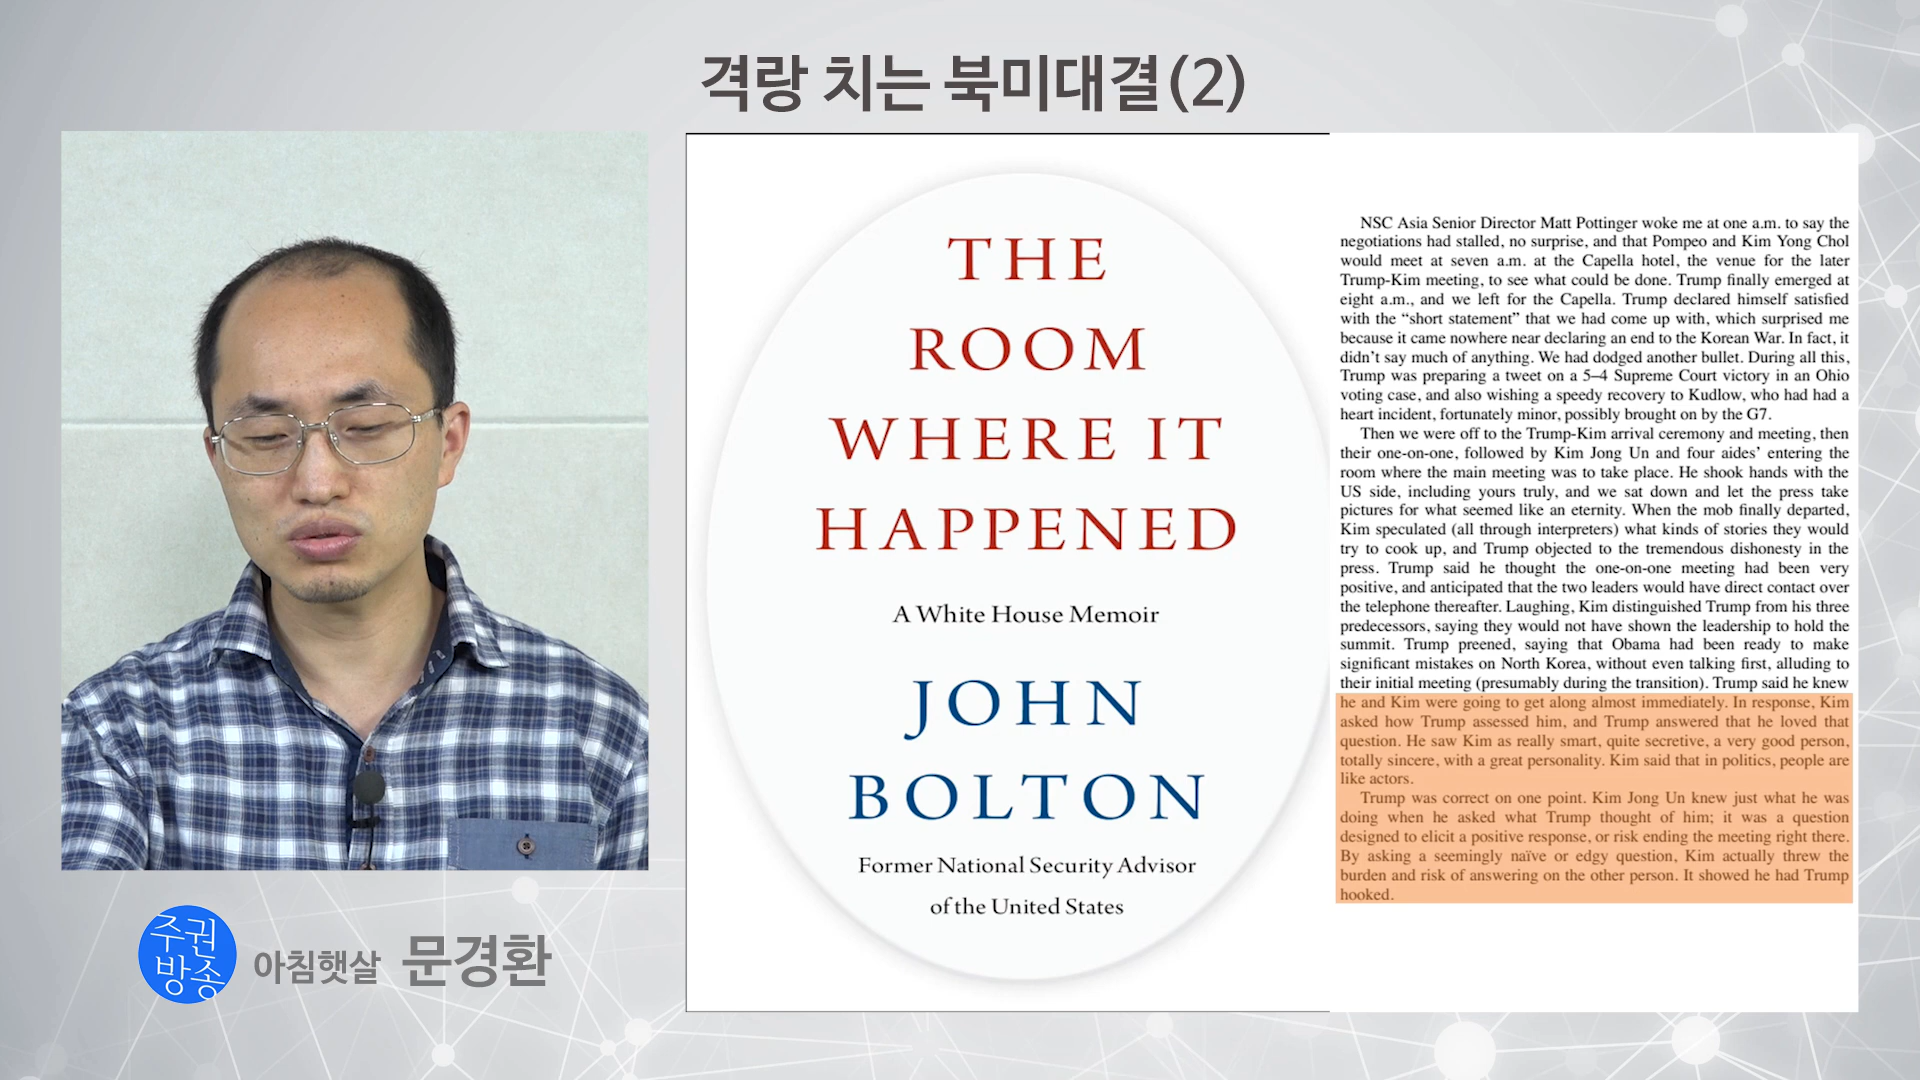 격랑 치는 북미대결(2)
THE
ROOM
WHERE IT
HAPPENED
A White House Memoir
JOHN
BOLTON
Former National Security Advisor
of the United States
NSC Asia Senior Director Matt Pottinger woke me at one a.m. to say the
negotiations had stalled, no surprise, and that Pompeo and Kim Yong Chol
would meet at seven a.m. at the Capella hotel, the venue for the later
Trump-Kim meeting, to see what could be done. Trump finally emerged at
eight a.m., and we left for the Capella. Trump declared himself satisfied
with the “short statement” that we had come up with, which surprised me
because it came nowhere near declaring an end to the Korean War. In fact, it
didn’t say much of anything. We had dodged another bullet. During all this,
Trump was preparing a tweet on a 5–4 Supreme Court victory in an Ohio
voting case, and also wishing a speedy recovery to Kudlow, who had had a
heart incident, fortunately minor, possibly brought on by the G7.
Then we were off to the Trump-Kim arrival ceremony and meeting, then
their one-on-one, followed by Kim Jong Un and four aides’ entering the
room where the main meeting was to take place. He shook hands with the
US side, including yours truly, and we sat down and let the press take
pictures for what seemed like an eternity. When the mob finally departed,
Kim speculated (all through interpreters) what kinds of stories they would
try to cook up, and Trump objected to the tremendous dishonesty in the
press. Trump said he thought the one-on-one meeting had been very
positive, and anticipated that the two leaders would have direct contact over
the telephone thereafter. Laughing, Kim distinguished Trump from his three
predecessors, saying they would not have shown the leadership to hold the
summit. Trump preened, saying that Obama had been ready to make
significant mistakes on North Korea, without even talking first, alluding to
their initial meeting (presumably during the transition). Trump said he knew
he and Kim were going to get along almost immediately. In response, Kim
asked how Trump assessed him, and Trump answered that he loved that
question. He saw Kim as really smart, quite secretive, a very good person,
totally sincere, with a great personality. Kim said that in politics, people are
like actors.
Trump was correct on one point. Kim Jong Un knew just what he was
doing when he asked what Trump thought of him; it was a question
designed to elicit a positive response, or risk ending the meeting right there.
By asking a seemingly naïve or edgy question, Kim actually threw the
burden and risk of answering on the other person. It showed he had Trump
hooked.
주권
방송
아침햇살 문경환